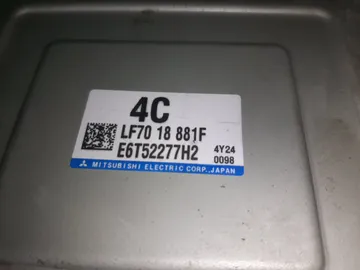 4C
LF70 18 881F
E6T52277H2
4Y24
0098
MITSUBISHI ELECTRIC CORP., JAPAN